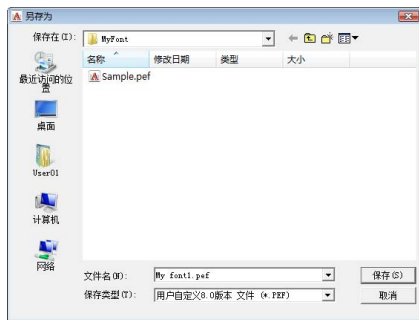 另存为
保存在(I):
MyFont
名称
修改日期
类型
大小
Sample.pef
最近访问的位
置
桌面
User01
计算机
网络
文件名(N):
My font1.pef
保存(S)
保存类型(T):
用户自定义8.0版本 文件 (*.PEF)
取消